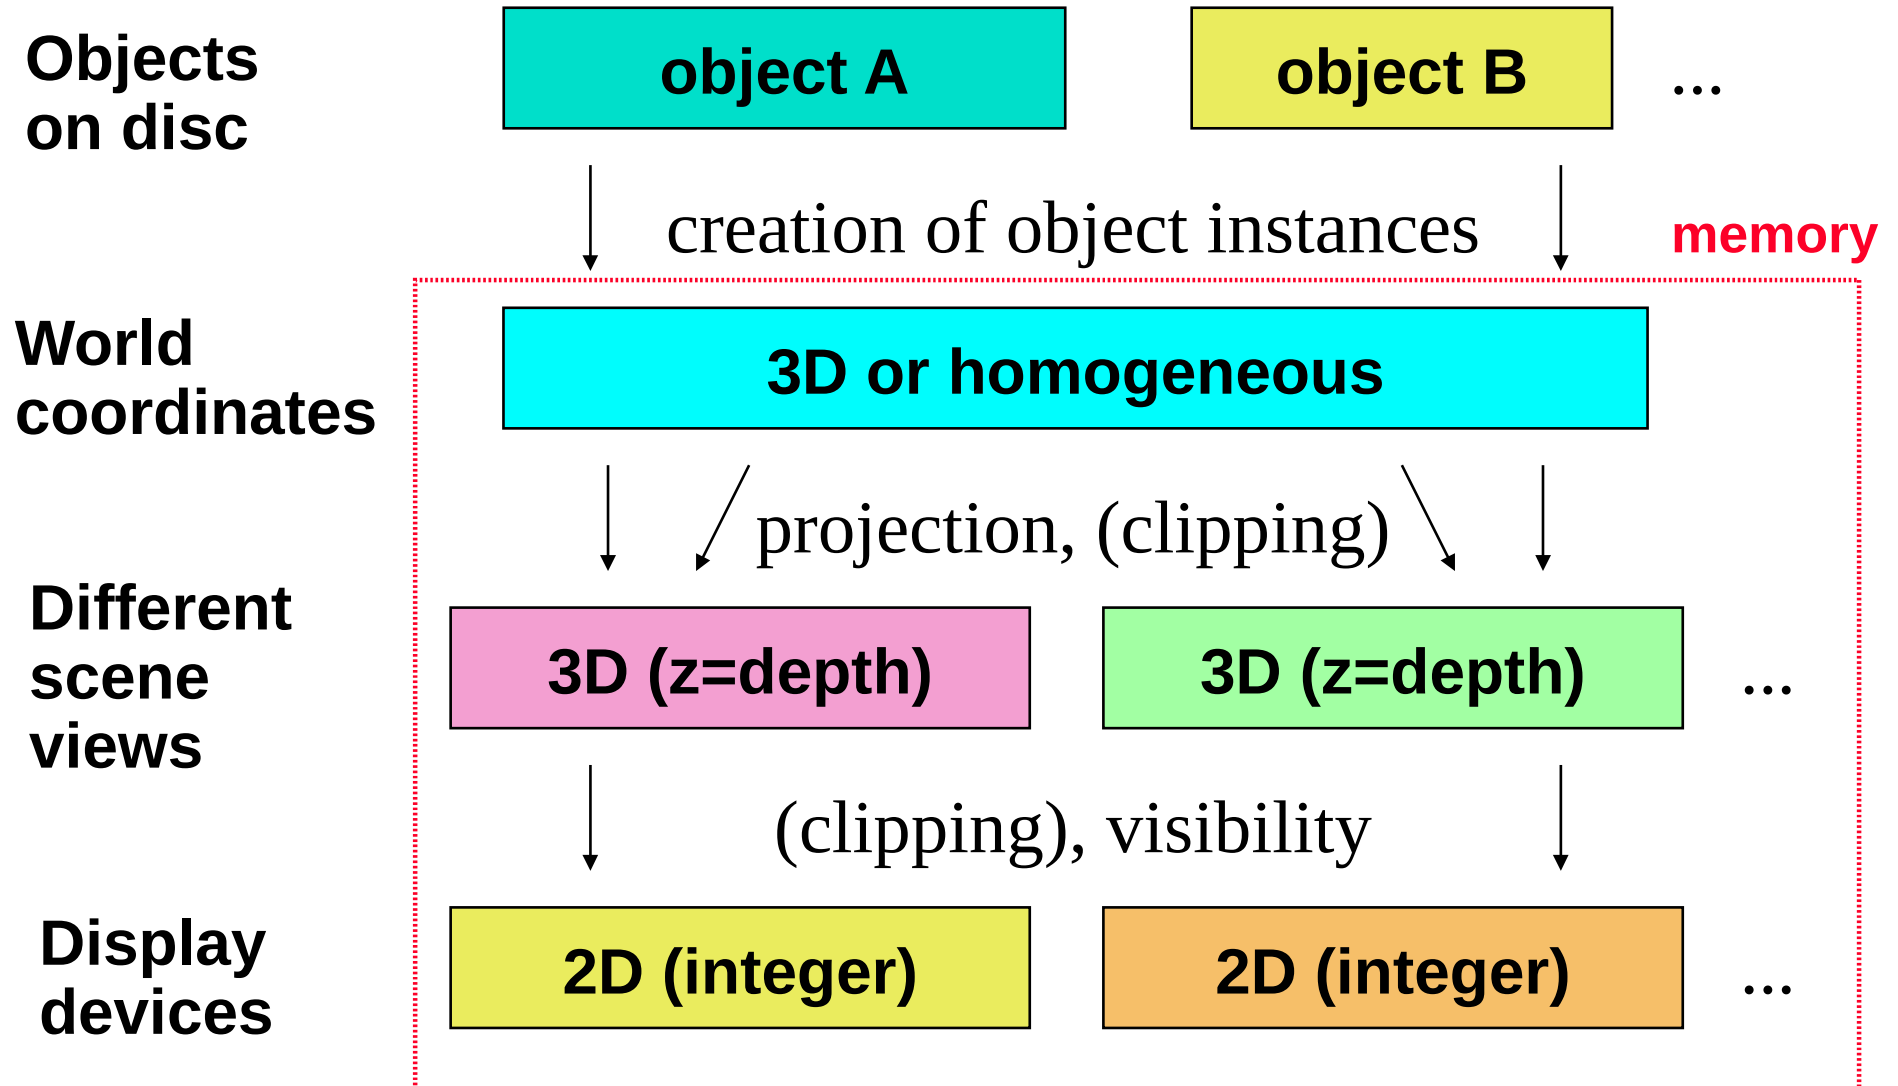 Objects
on disc
object A
object B
...
creation of object instances
memory
World
coordinates
3D or homogeneous
projection, (clipping)
Different
scene
views
3D (z=depth)
3D (z=depth)
...
(clipping), visibility
Display
devices
2D (integer)
2D (integer)
...